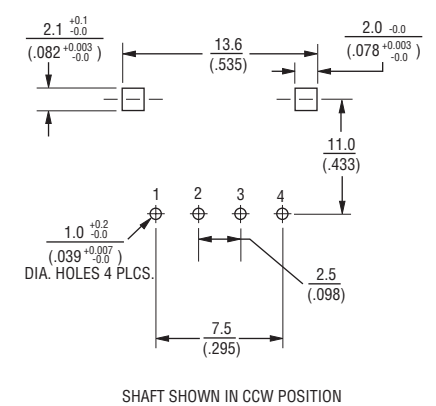 2.1 +0.1 -0.0
(.082 +0.003 -0.0 )
13.6
(.535)
2.0 -0.0
(.078 +0.003 -0.0 )
11.0
(.433)
1 2 3 4
1.0 +0.2 -0.0
(.039 +0.007 -0.0 )
DIA. HOLES 4 PLCS.
2.5
(.098)
7.5
(.295)
SHAFT SHOWN IN CCW POSITION